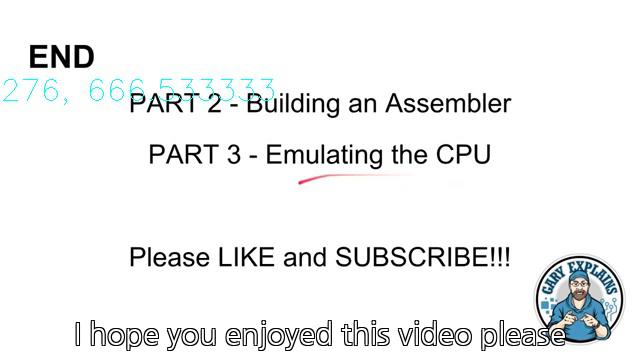 END
276, 666.533333
PART 2 - Building an Assembler
PART 3 - Emulating the CPU
Please LIKE and SUBSCRIBE!!!
GARY EXPLAINS
I hope you enjoyed this video please